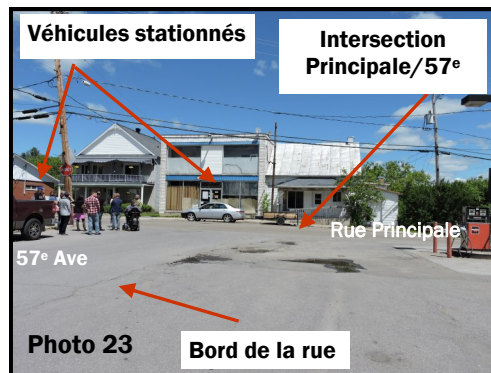 Véhicules stationnés
Intersection
Principale/57ᵉ
Rue Principale
57ᵉ Ave
Photo 23
Bord de la rue